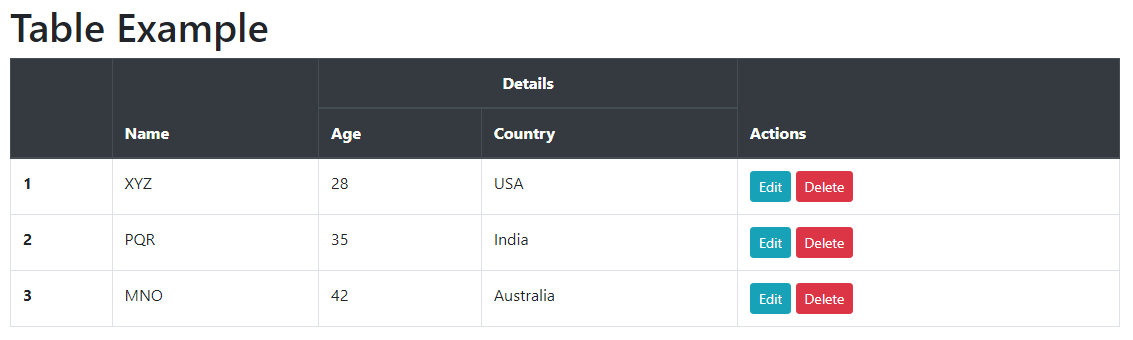 Table Example
Details
Name Age Country Actions
1 XYZ 28 USA Edit Delete
2 PQR 35 India Edit Delete
3 MNO 42 Australia Edit Delete